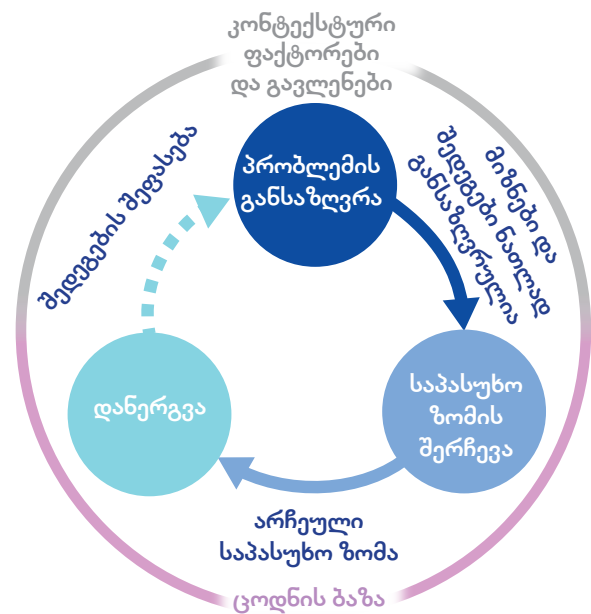 კონტექსტური
ფაქტორები
და გავლენები
პრობლემის
განსაზღვრა
მიზნები და
შედეგები ნათლად
განსაზღვრულია
საპასუხო
ზომის
შერჩევა
არჩეული
საპასუხო ზომა
დანერგვა
შედეგების შეფასება
ცოდნის ბაზა